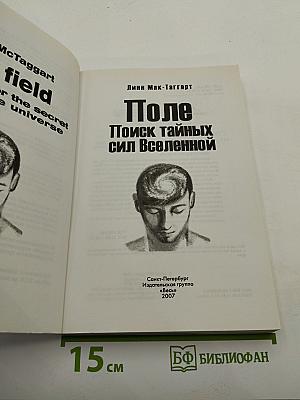 McTaggart
field
or the secret
e universe
Линн Мак-Таггарт
Поле
Поиск тайных
сил Вселенной
Санкт-Петербург
Издательская группа
«Весь»
2007
15 см
БФ БИБЛИОФАН